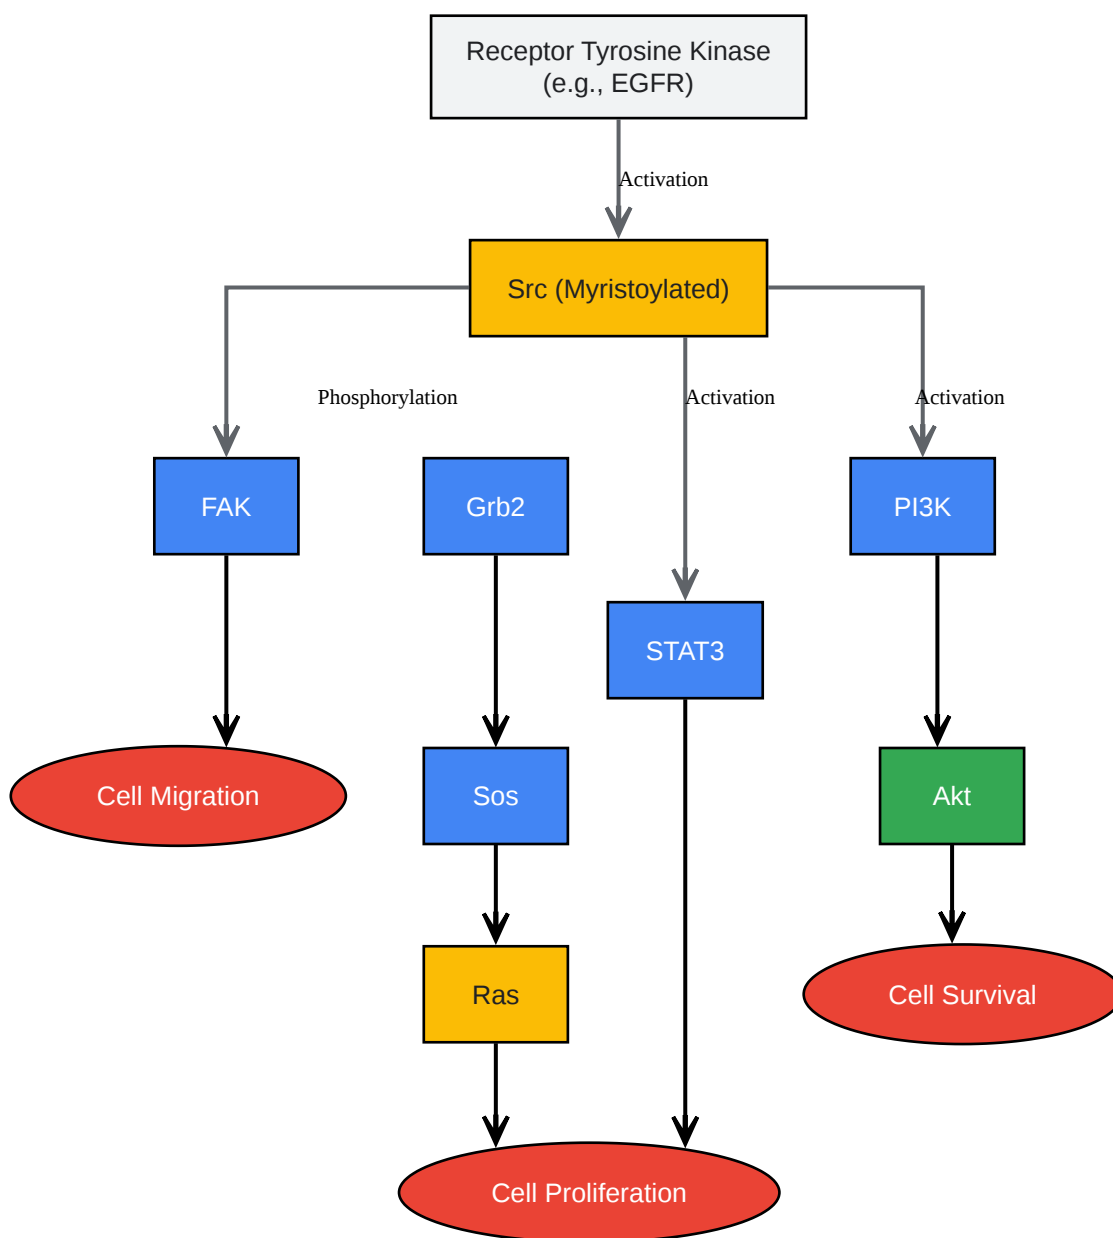 Receptor Tyrosine Kinase
(e.g., EGFR)
Activation
Src (Myristoylated)
Phosphorylation
Activation
Activation
FAK
Grb2
PI3K
STAT3
Cell Migration
Sos
Akt
Ras
Cell Survival
Cell Proliferation